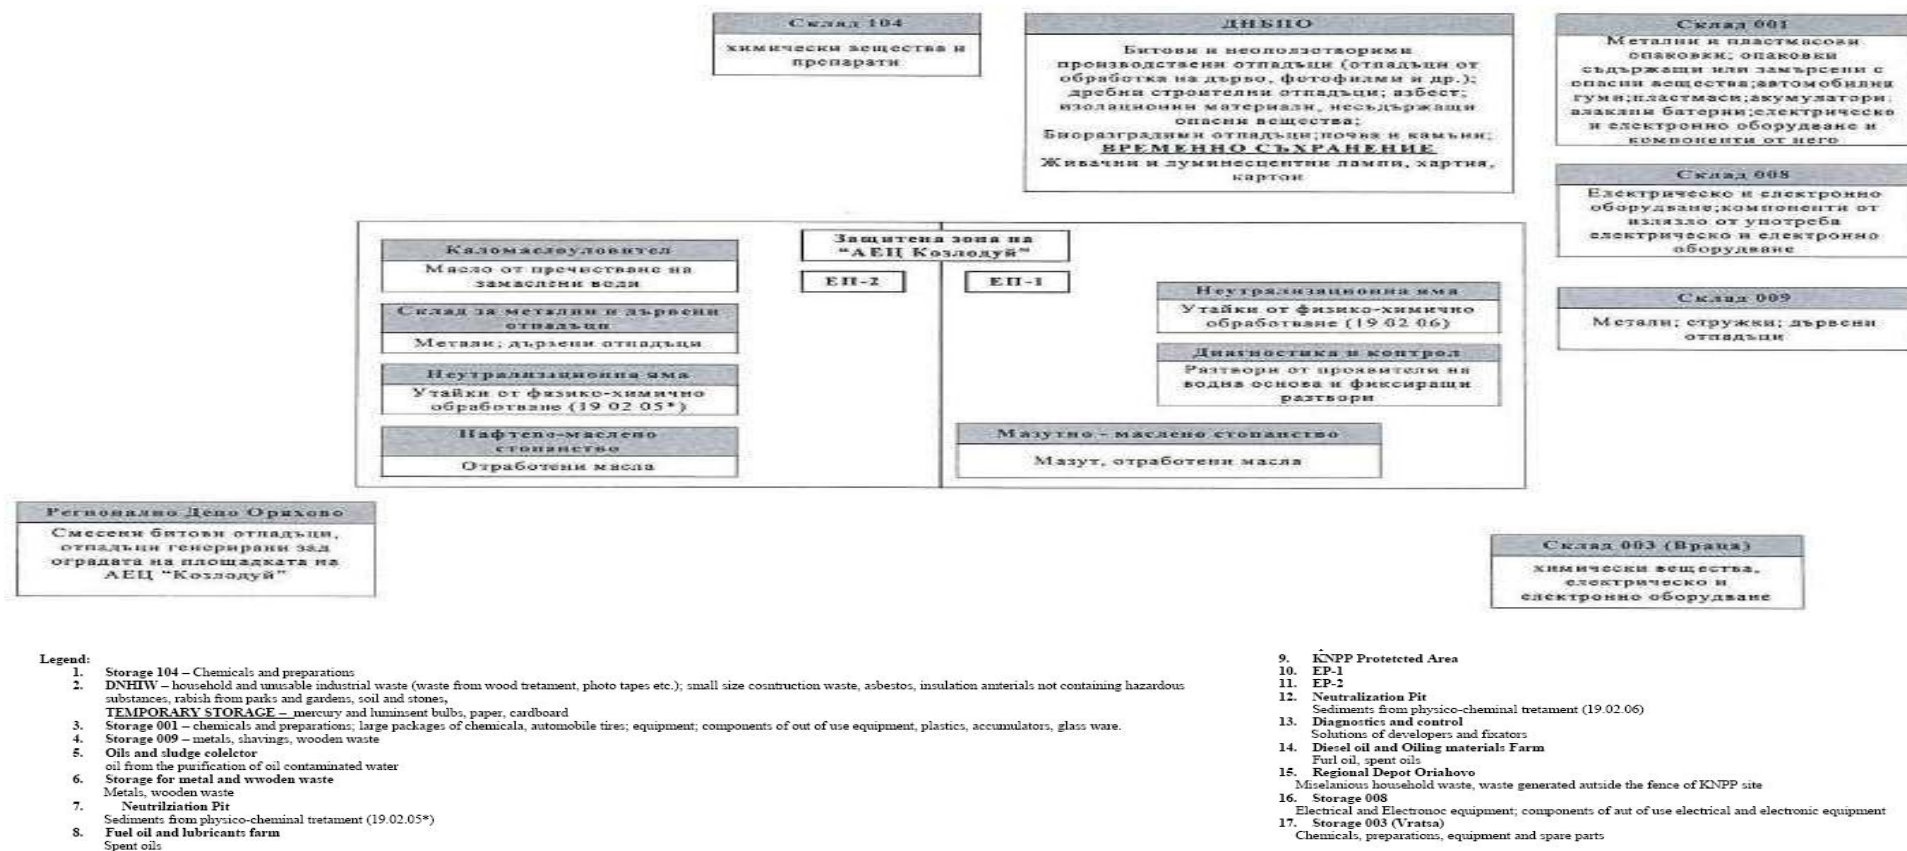 Склад 104
химически вещества и
препарати
ДНБПО
Битови и неоползотворими
производствени отпадъци (отпадъци от
обработка на дърво, фотофилми и др.);
дребни строителни отпадъци; азбест;
изолационни материали, несъдържащи
опасни вещества;
Биоразградими отпадъци;почва и камъни;
ВРЕМЕННО СЪХРАНЕНИЕ
Живачни и луминесцентни лампи, хартия,
картон
Склад 001
Метални и пластмасови
опаковки; опаковки
съдържащи или замърсени с
опасни вещества;автомобилни
гуми;пластмаси;акумулатори;
алкални батерии;електрическо
и електронно оборудване и
компоненти от него
Склад 008
Електрическо и електронно
оборудване;компоненти от
излязло от употреба
електрическо и електронно
оборудване
Склад 009
Метали; стружки; дървени
отпадъци
Защитена зона на
"АЕЦ Козлодуй"
ЕП-2
ЕП-1
Каломаслоуловител
Масло от пречистване на
замаслени води
Склад за метални и дървени
отпадъци
Метали; дървени отпадъци
Неутрализационна яма
Утайки от физико-химично
обработване (19 02 05*)
Нафтено-маслено
стопанство
Отработени масла
Неутрализационна яма
Утайки от физико-химично
обработване (19 02 06)
Диагностика и контрол
Разтвори от проявители на
водна основа и фиксиращи
разтвори
Мазутно - маслено стопанство
Мазут, отработени масла
Регионално Депо Оряхово
Смесени битови отпадъци,
отпадъци генерирани зад
оградата на площадката на
АЕЦ "Козлодуй"
Склад 003 (Враца)
химически вещества,
електрическо и
електронно оборудване
Legend:
1. Storage 104 – Chemicals and preparations
2. DNHIW – household and unusable industrial waste (waste from wood tretament, photo tapes etc.); small size cosntruction waste, asbestos, insulation amterials not containing hazardous
substances, rabish from parks and gardens, soil and stones,
TEMPORARY STORAGE – mercury and luminsent bulbs, paper, cardboard
3. Storage 001 – chemicals and preparations; large packages of chemicala, automobile tires; equipment; components of out of use equipment, plastics, accumulators, glass ware.
4. Storage 009 – metals, shavings, wooden waste
5. Oils and sludge colelctor
oil from the purification of oil contaminated water
6. Storage for metal and wwoden waste
Metals, wooden waste
7. Neutrilziation Pit
Sediments from physico-cheminal tretament (19.02.05*)
8. Fuel oil and lubricants farm
Spent oils
9. KNPP Protetcted Area
10. EP-1
11. EP-2
12. Neutralization Pit
Sediments from physico-cheminal tretament (19.02.06)
13. Diagnostics and control
Solutions of developers and fixators
14. Diesel oil and Oiling materials Farm
Furl oil, spent oils
15. Regional Depot Oriahovo
Miselanious household waste, waste generated autside the fence of KNPP site
16. Storage 008
Electrical and Electronoc equipment; components of aut of use electrical and electronic equipment
17. Storage 003 (Vratsa)
Chemicals, preparations, equipment and spare parts